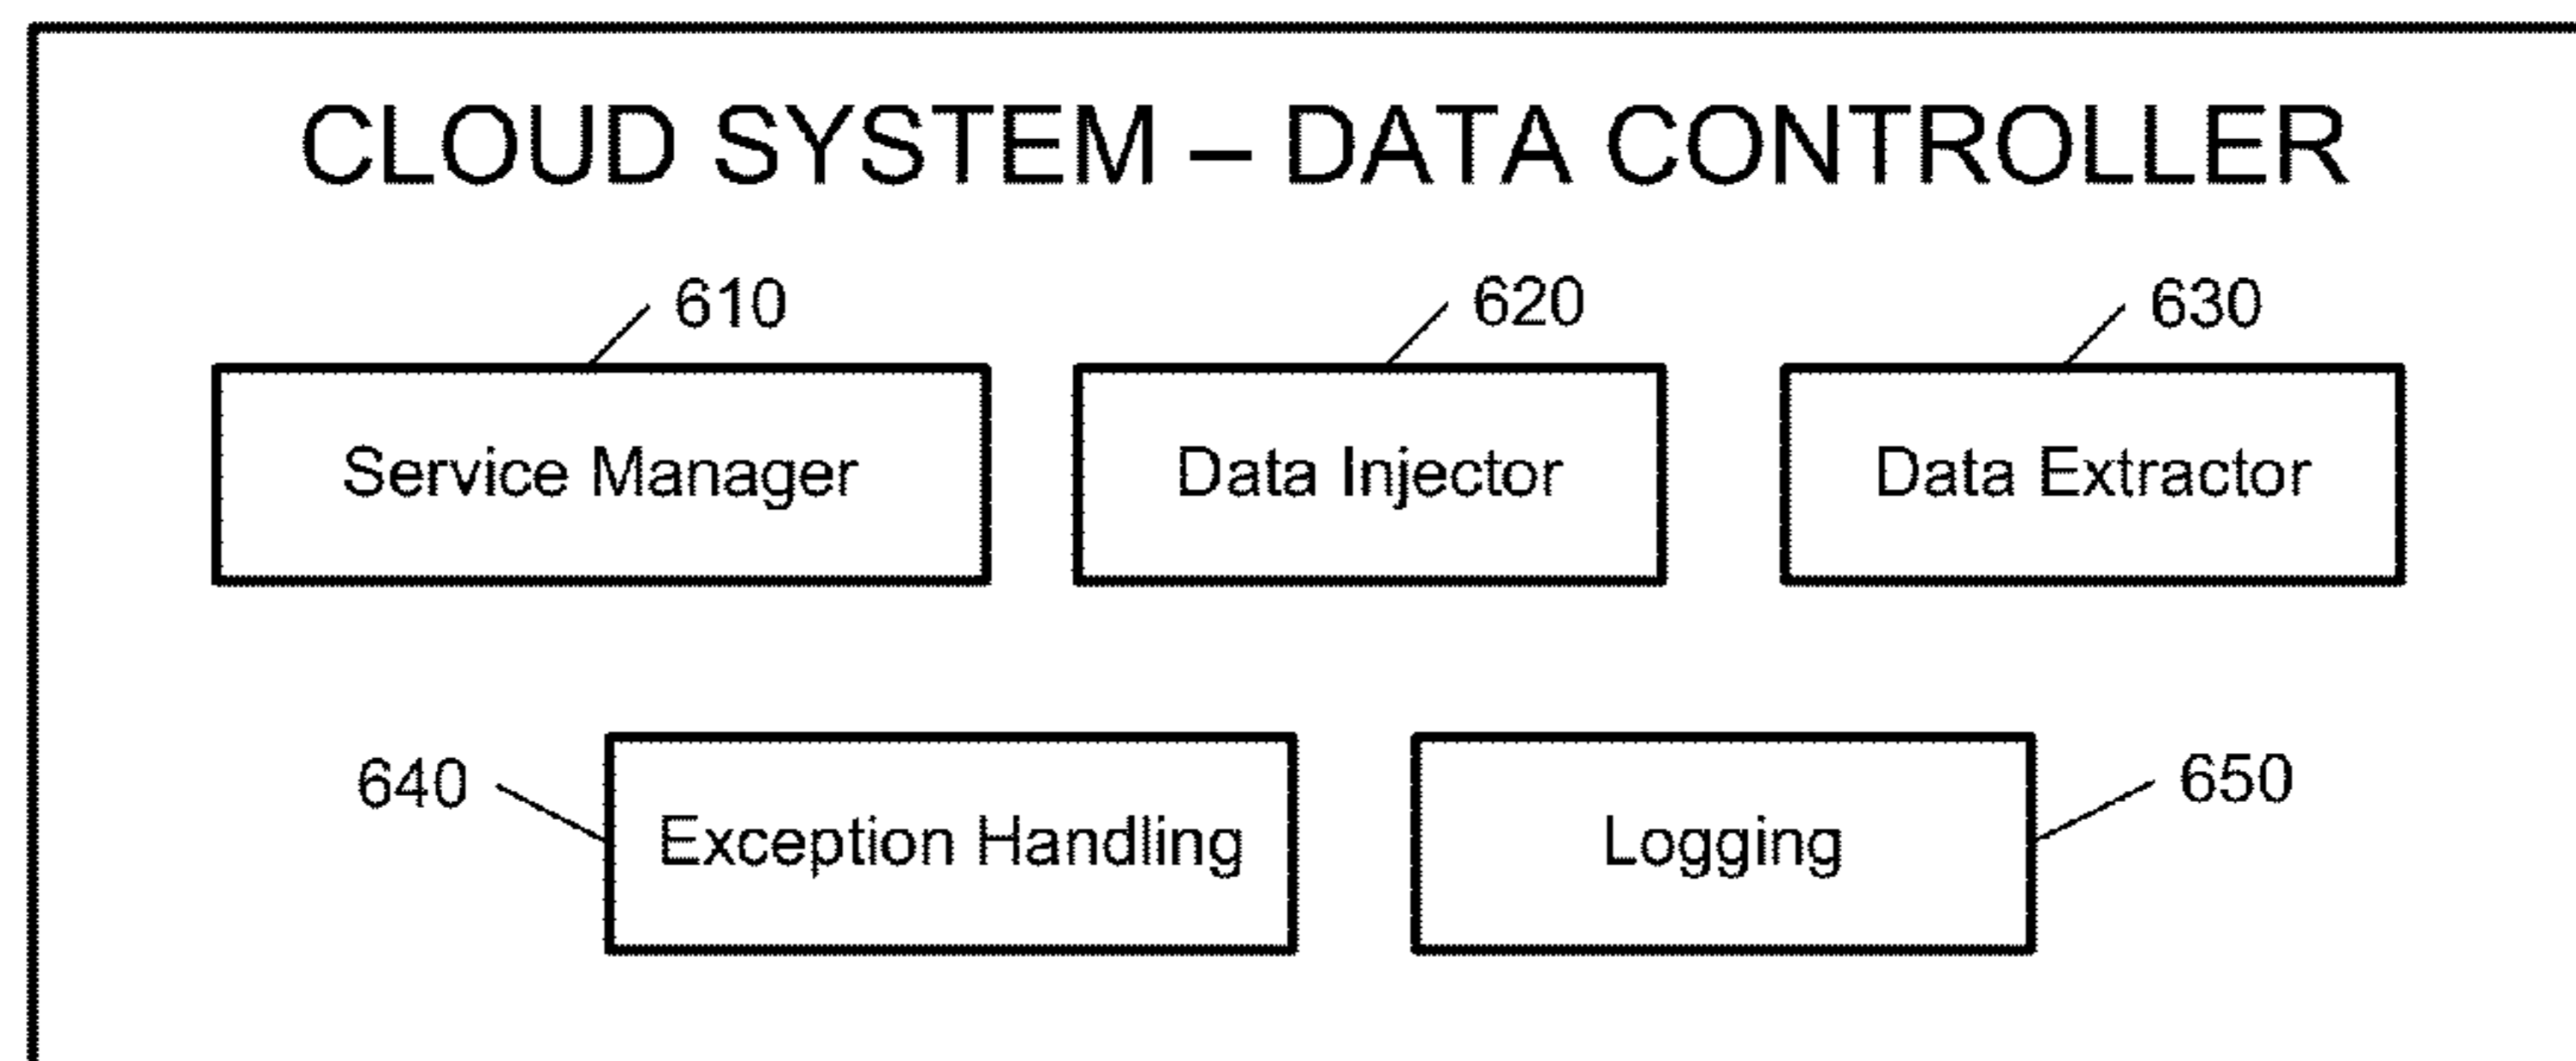 CLOUD SYSTEM – DATA CONTROLLER
610
620
630
Service Manager
Data Injector
Data Extractor
640
650
Exception Handling
Logging